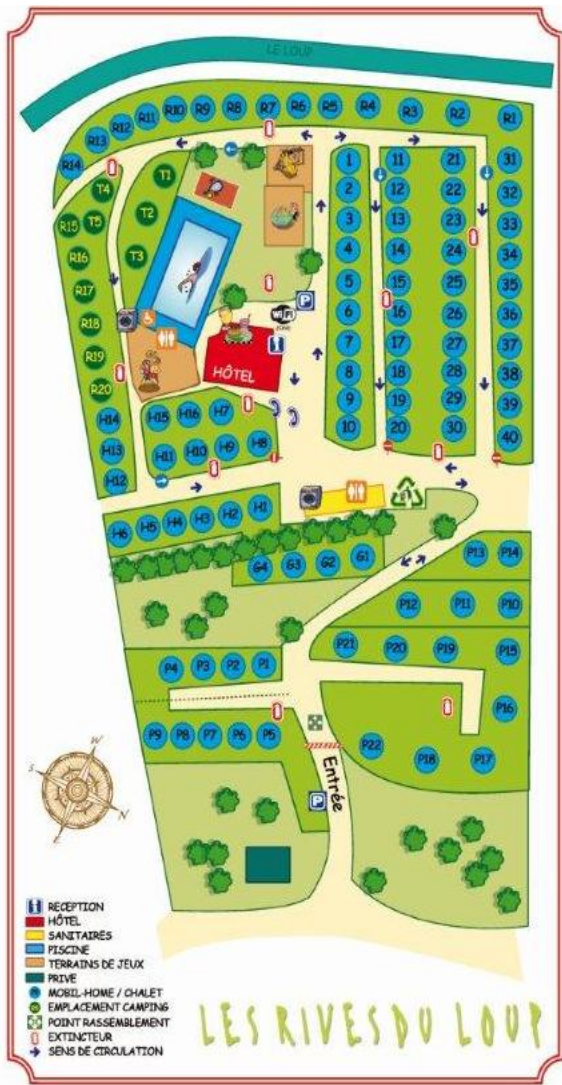 LE LOUP
R14 R13 R12 R11 R10 R9 R8 R7 R6 R5 R4 R3 R2 R1
T1
T4
T2
T5
T3
R15
R16
R17
R18
R19
R20
1 11 21 31
2 12 22 32
3 13 23 33
4 14 24 34
5 15 25 35
6 16 26 36
7 17 27 37
8 18 28 38
9 19 29 39
10 20 30 40
P
WiFi
ZONE
HÔTEL
H14
H13
H12
H15 H16 H7
H11 H10 H9 H8
H6 H5 H4 H3 H2 H1
G4 G3 G2 G1
P13 P14
P12 P11 P10
P21 P20 P19 P15
P16
P4 P3 P2 P1
P9 P8 P7 P6 P5
P22 P18 P17
Entrée
P
W
S
N
E
RECEPTION
HÔTEL
SANITAIRES
PISCINE
TERRAINS DE JEUX
PRIVE
MOBIL-HOME / CHALET
EMPLACEMENT CAMPING
POINT RASSEMBLEMENT
EXTINCTEUR
SENS DE CIRCULATION
LES RIVES DU LOUP